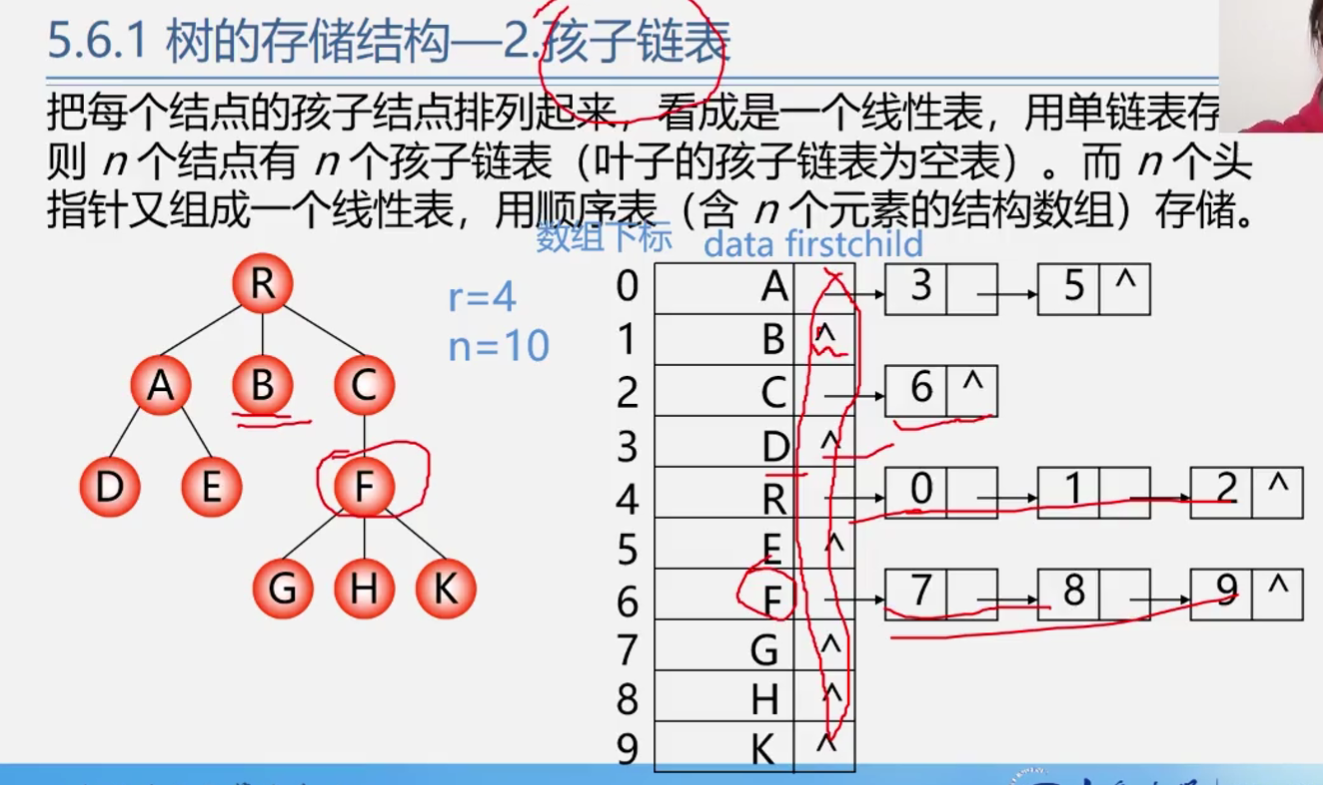 5.6.1 树的存储结构—2.孩子链表
把每个结点的孩子结点排列起来，看成是一个线性表，用单链表存
则 n 个结点有 n 个孩子链表（叶子的孩子链表为空表）。而 n 个头
指针又组成一个线性表，用顺序表（含 n 个元素的结构数组）存储。
数组下标 data firstchild
R
A B C
D E F
G H K
r=4
n=10
0 A 3 5 ^
1 B ^
2 C 6 ^
3 D ^
4 R 0 1 2 ^
5 E ^
6 F 7 8 9 ^
7 G ^
8 H ^
9 K ^